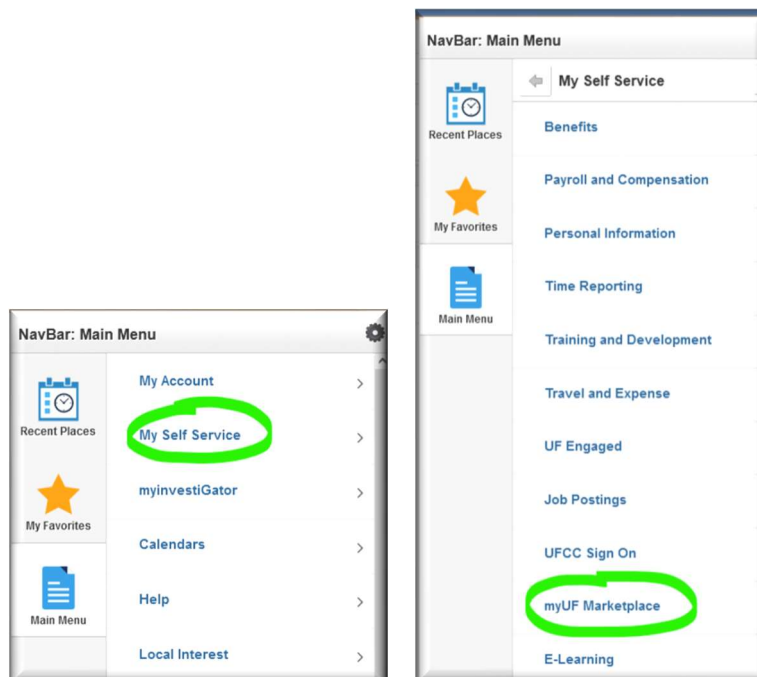 NavBar: Main Menu
Recent Places
My Favorites
Main Menu
My Account
My Self Service
myinvestiGator
Calendars
Help
Local Interest
NavBar: Main Menu
Recent Places
My Favorites
Main Menu
My Self Service
Benefits
Payroll and Compensation
Personal Information
Time Reporting
Training and Development
Travel and Expense
UF Engaged
Job Postings
UFCC Sign On
myUF Marketplace
E-Learning